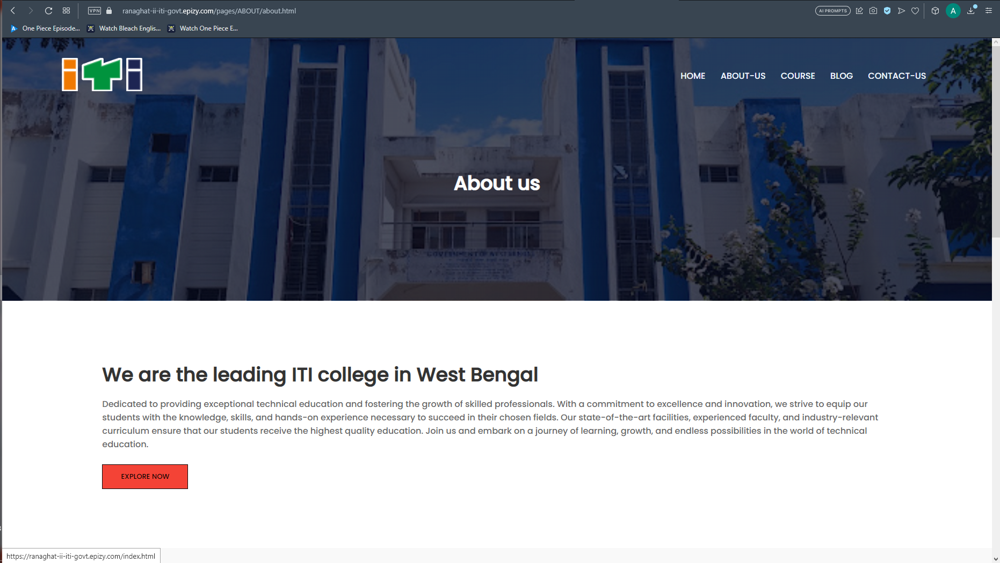 VPN
ranaghat-ii-iti-govt.epizy.com/pages/ABOUT/about.html
AI PROMPTS
A
One Piece Episode...
Watch Bleach Englis...
Watch One Piece E...
iTi
HOME
ABOUT-US
COURSE
BLOG
CONTACT-US
About us
GOVERNMENT OF WEST BENGAL
We are the leading ITI college in West Bengal
Dedicated to providing exceptional technical education and fostering the growth of skilled professionals. With a commitment to excellence and innovation, we strive to equip our
students with the knowledge, skills, and hands-on experience necessary to succeed in their chosen fields. Our state-of-the-art facilities, experienced faculty, and industry-relevant
curriculum ensure that our students receive the highest quality education. Join us and embark on a journey of learning, growth, and endless possibilities in the world of technical
education.
EXPLORE NOW
https://ranaghat-ii-iti-govt.epizy.com/index.html